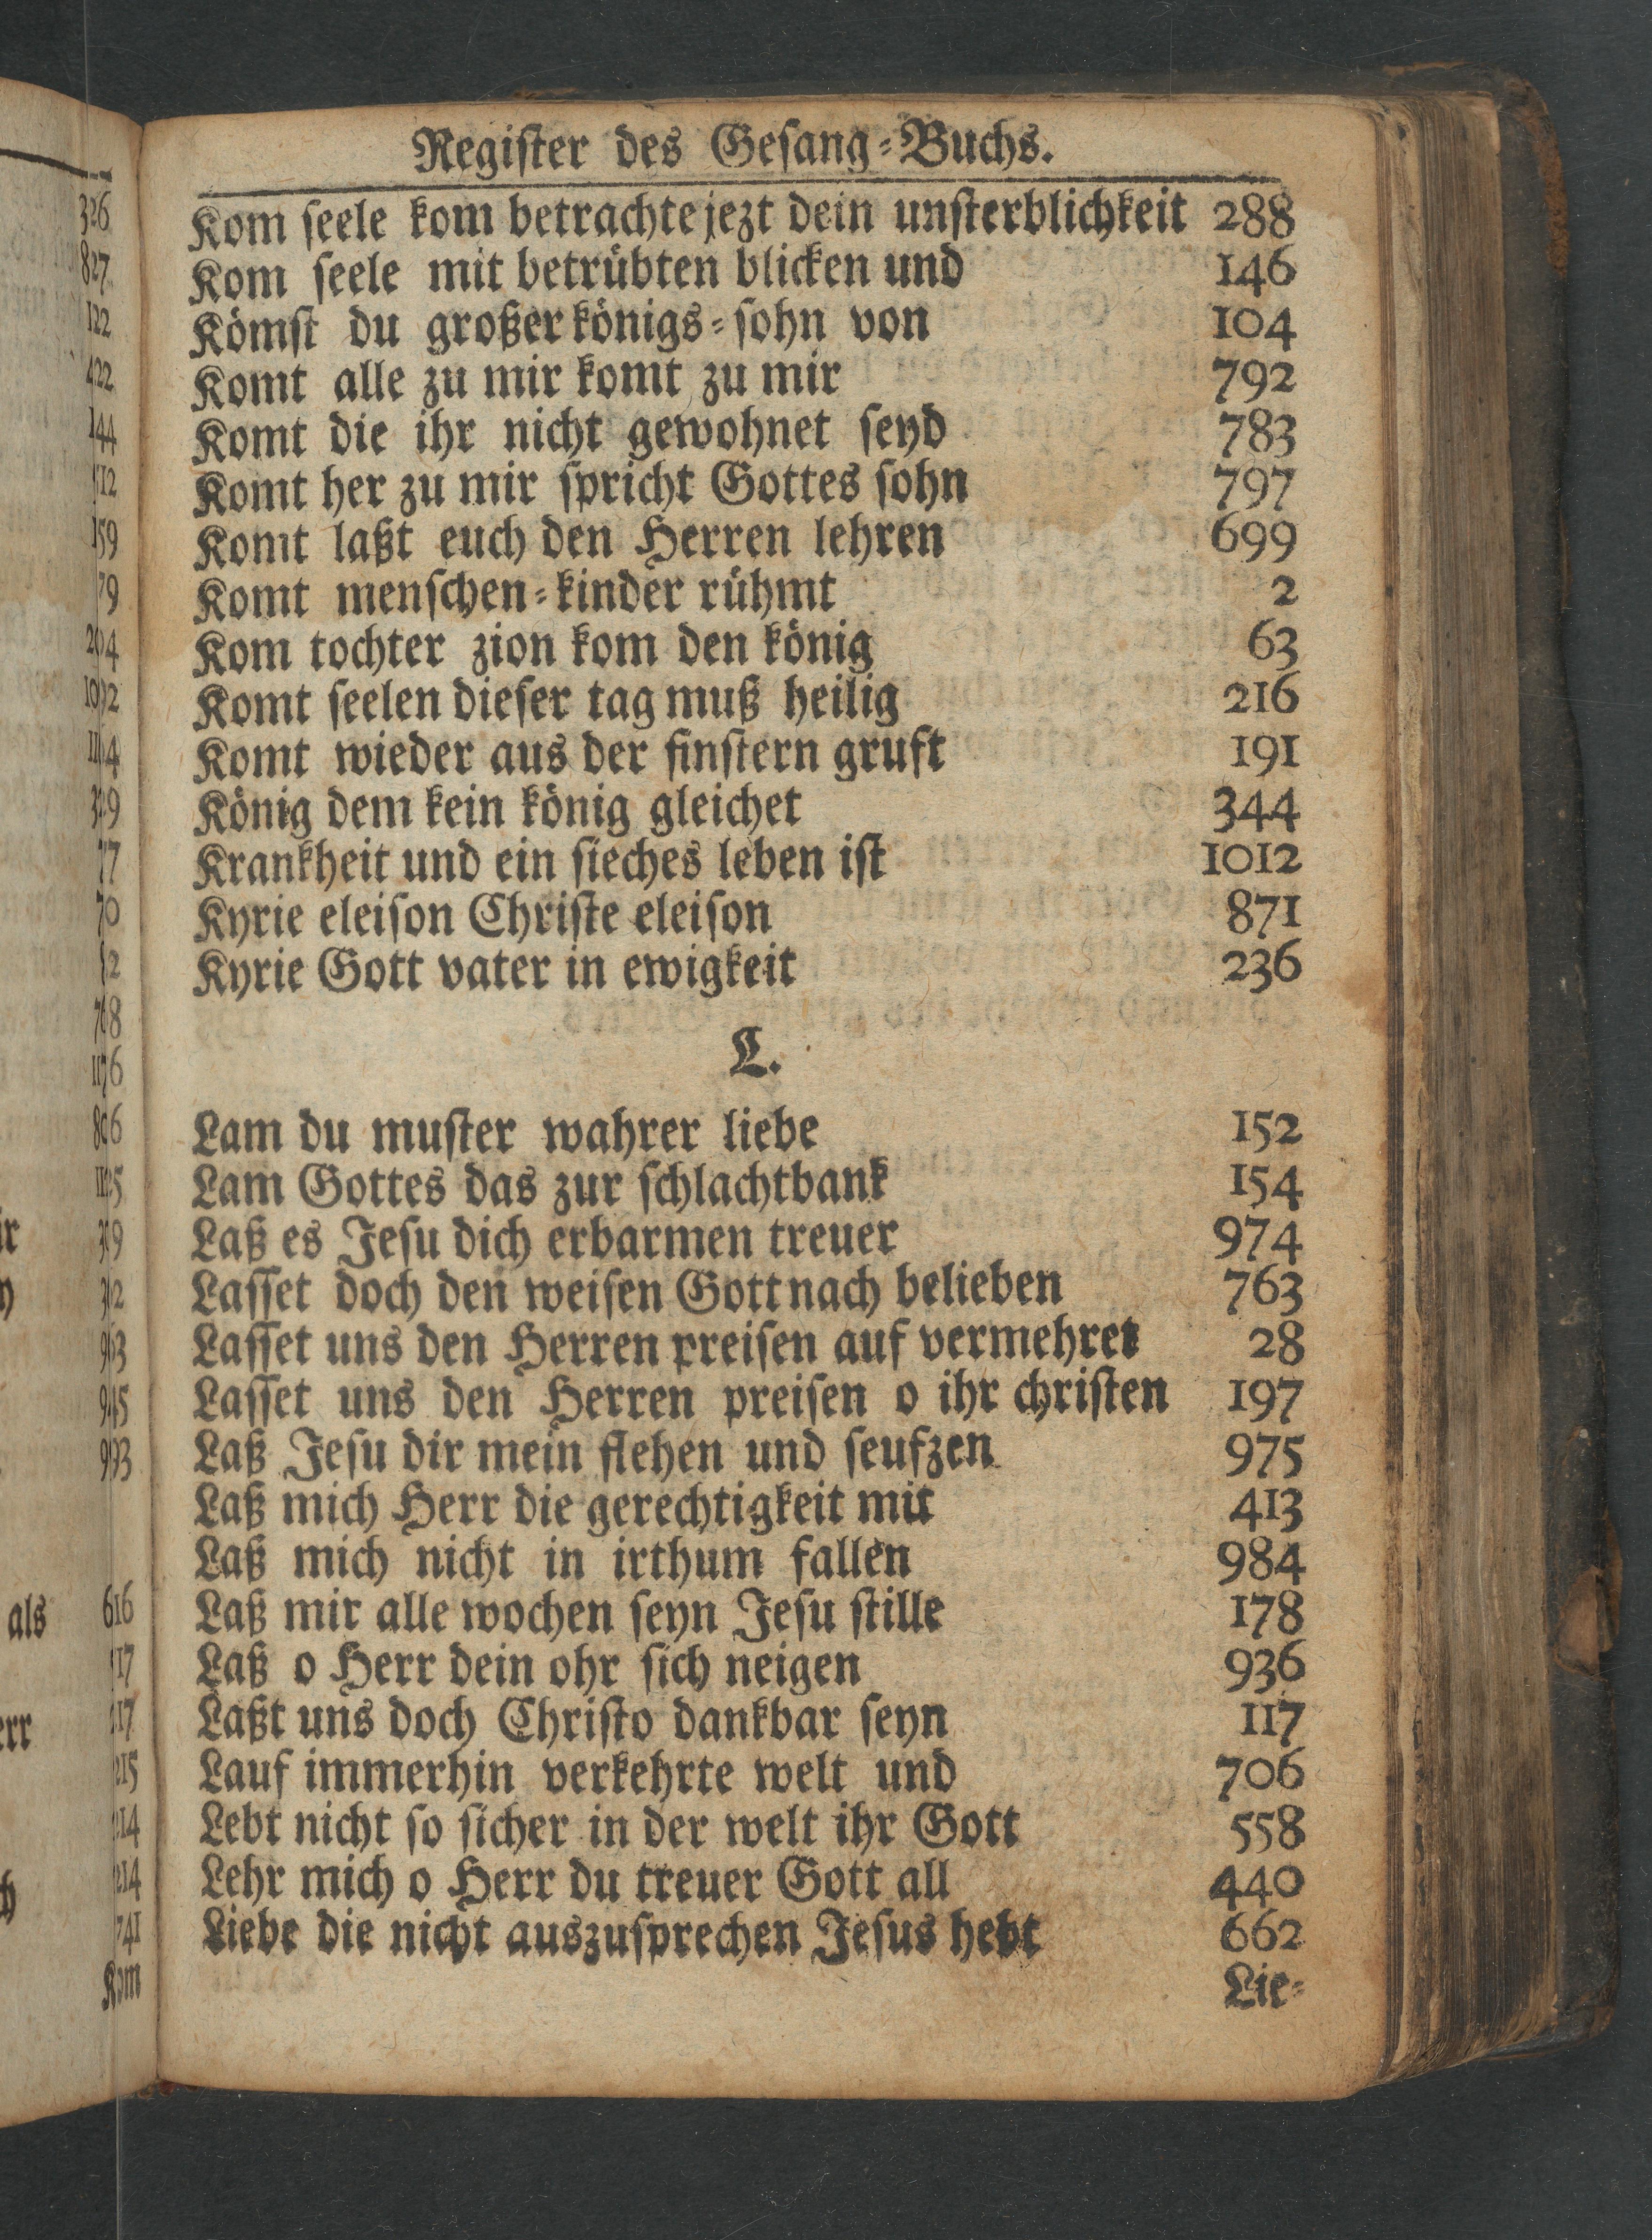 Register des Gesang-Buchs.
Kom seele kom betrachte jezt dein unsterblichkeit 288
Kom seele mit betrübten blicken und 146
Kömst du großer königs-sohn von 104
Komt alle zu mir komt zu mir 792
Komt die ihr nicht gewohnet seyd 783
Komt her zu mir spricht Gottes sohn 797
Komt laßt euch den Herren lehren 699
Komt menschen-kinder rühmt 2
Kom tochter zion kom den könig 63
Komt seelen dieser tag muß heilig 216
Komt wieder aus der finstern gruft 191
König dem kein könig gleichet 344
Krankheit und ein sieches leben ist 1012
Kyrie eleison Christe eleison 871
Kyrie Gott vater in ewigkeit 236
L.
Lam du muster wahrer liebe 152
Lam Gottes das zur schlachtbank 154
Laß es Jesu dich erbarmen treuer 974
Lasset doch den weisen Gott nach belieben 763
Lasset uns den Herren preisen auf vermehret 28
Lasset uns den Herren preisen o ihr christen 197
Laß Jesu dir mein flehen und seufzen 975
Laß mich Herr die gerechtigkeit mit 413
Laß mich nicht in irthum fallen 984
Laß mir alle wochen seyn Jesu stille 178
Laß o Herr dein ohr sich neigen 936
Laßt uns doch Christo dankbar seyn 117
Lauf immerhin verkehrte welt und 706
Lebt nicht so sicher in der welt ihr Gott 558
Lehr mich o Herr du treuer Gott all 440
Liebe die nicht auszusprechen Jesus hebt 662
Lie-